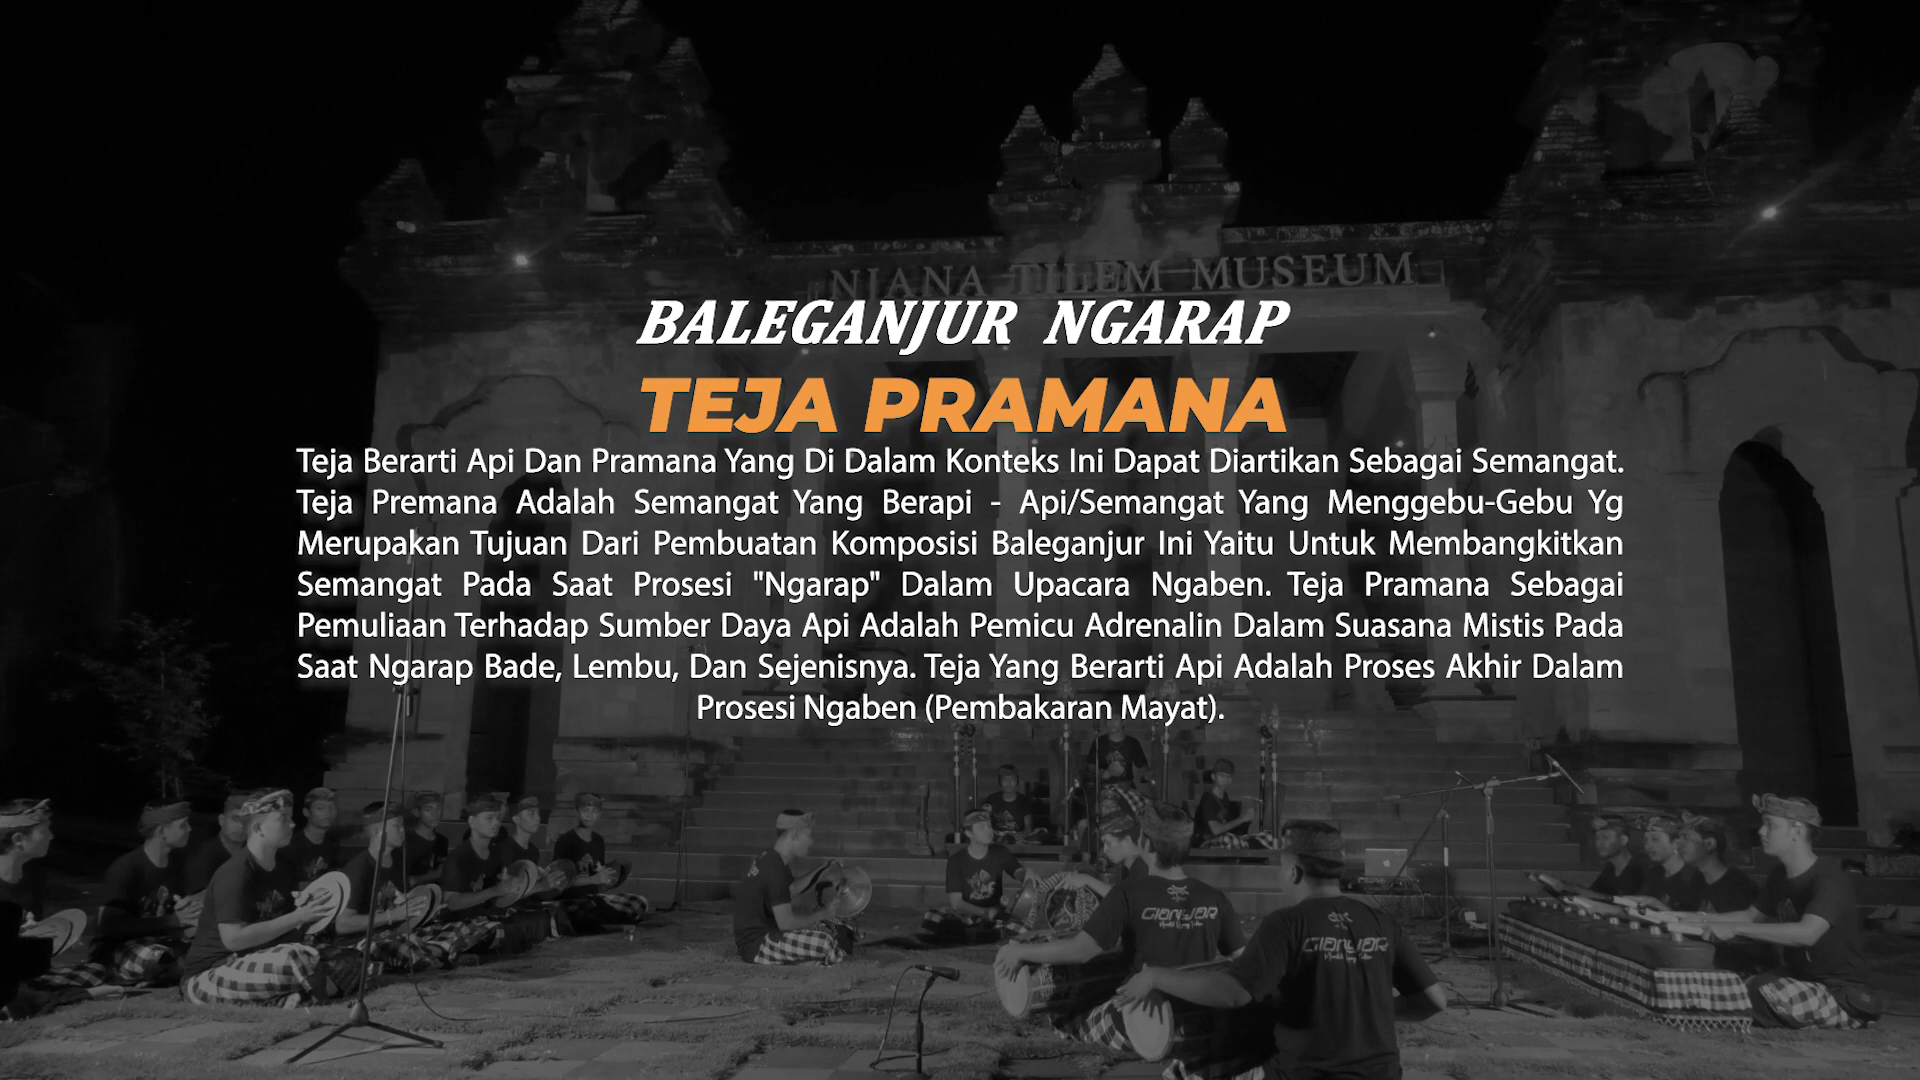 NJANA TILEM MUSEUM
BALEGANJUR NGARAP
TEJA PRAMANA
Teja Berarti Api Dan Pramana Yang Di Dalam Konteks Ini Dapat Diartikan Sebagai Semangat.
Teja Premana Adalah Semangat Yang Berapi - Api/Semangat Yang Menggebu-Gebu Yg
Merupakan Tujuan Dari Pembuatan Komposisi Baleganjur Ini Yaitu Untuk Membangkitkan
Semangat Pada Saat Prosesi "Ngarap" Dalam Upacara Ngaben. Teja Pramana Sebagai
Pemuliaan Terhadap Sumber Daya Api Adalah Pemicu Adrenalin Dalam Suasana Mistis Pada
Saat Ngarap Bade, Lembu, Dan Sejenisnya. Teja Yang Berarti Api Adalah Proses Akhir Dalam
Prosesi Ngaben (Pembakaran Mayat).
GIANYAR
GIANYAR